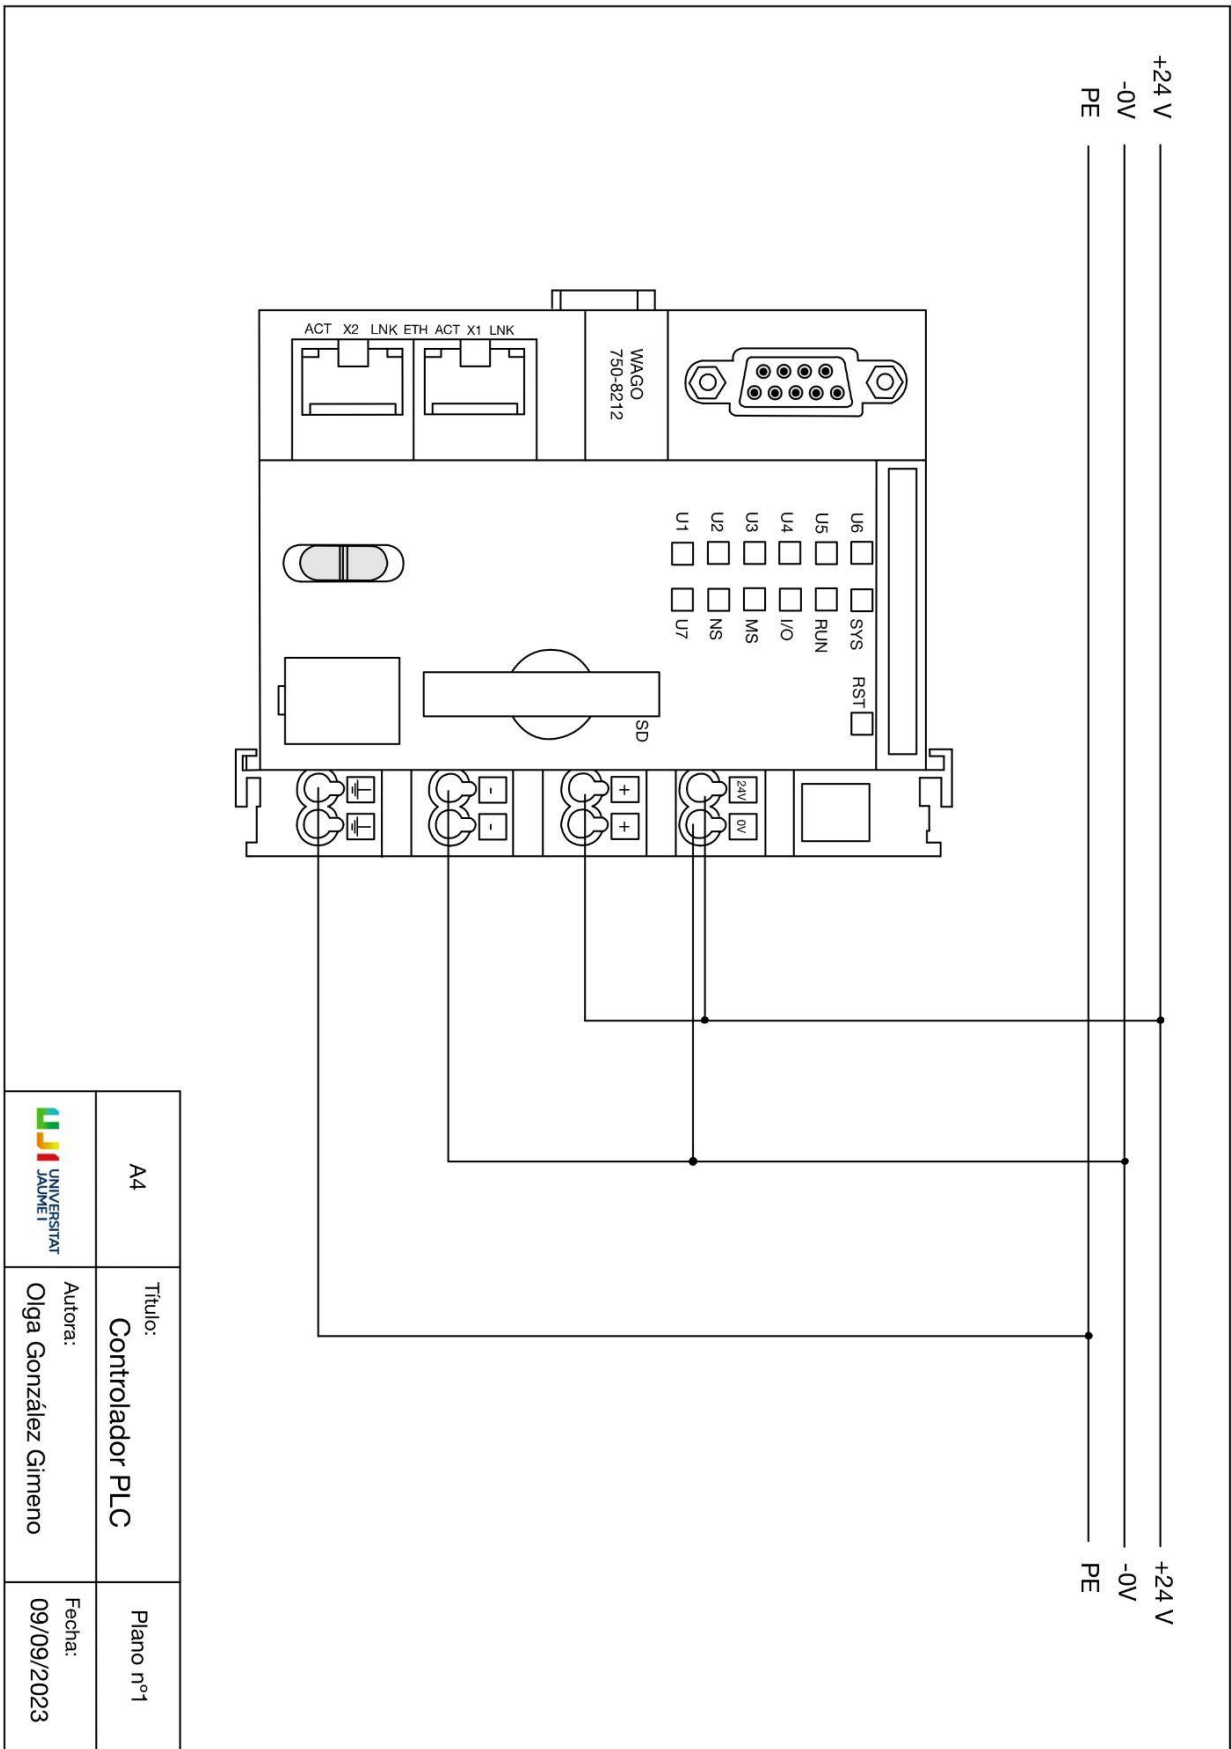 +24 V
-0V
PE
+24 V
-0V
PE
WAGO
750-8212
ACT X2 LNK ETH ACT X1 LNK
U6
U5
U4
U3
U2
U1
SYS
RUN
I/O
MS
NS
U7
RST
SD
24V
0V
+
+
-
-
A4
Título:
Controlador PLC
Plano nº1
UNIVERSITAT
JAUME I
Autora:
Olga González Gimeno
Fecha:
09/09/2023